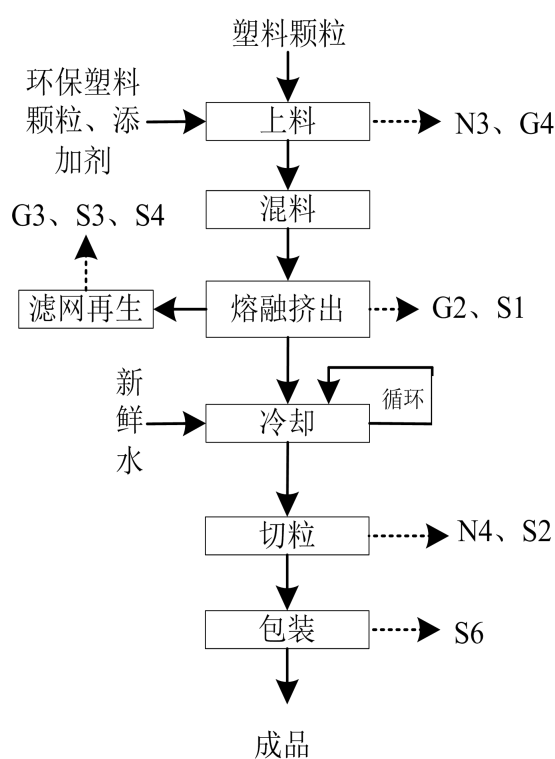 塑料颗粒
环保塑料
颗粒、添
加剂
上料
N3、G4
混料
G3、S3、S4
滤网再生
熔融挤出
G2、S1
新
鲜
水
冷却
循环
切粒
N4、S2
包装
S6
成品